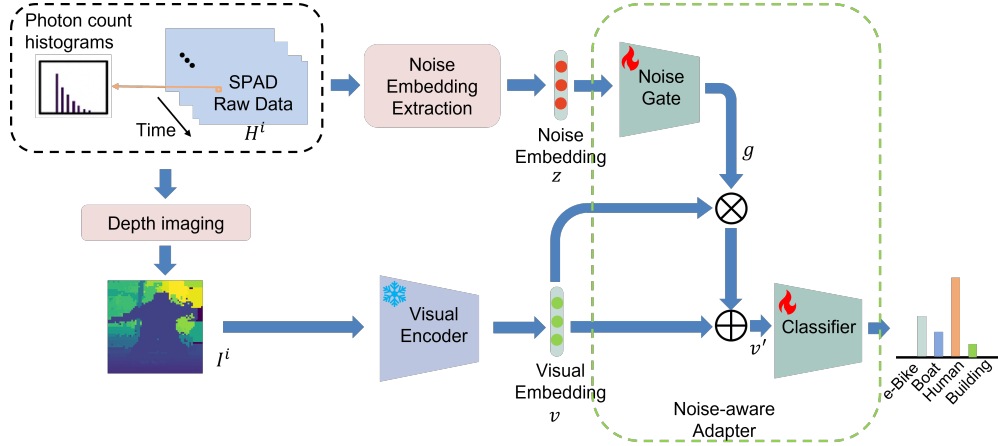 Photon count
histograms
SPAD
Raw Data
H^i
Time
Noise
Embedding
Extraction
Noise
Embedding
z
Noise
Gate
g
Depth imaging
I^i
Visual
Encoder
Visual
Embedding
v
v′
Classifier
Noise-aware
Adapter
e-Bike
Boat
Human
Building